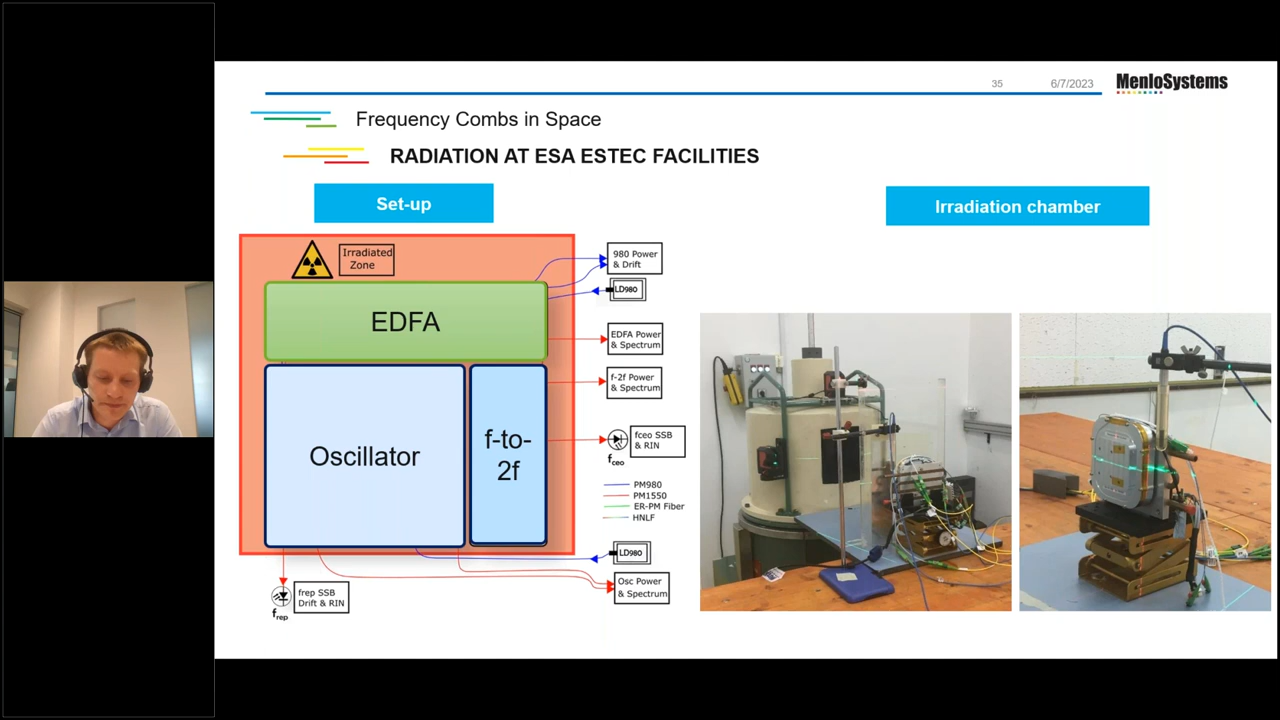 35
6/7/2023
MenloSystems
Frequency Combs in Space
RADIATION AT ESA ESTEC FACILITIES
Set-up
Irradiation chamber
Irradiated
Zone
EDFA
Oscillator
f-to-
2f
980 Power
& Drift
LD980
EDFA Power
& Spectrum
f-2f Power
& Spectrum
fceo SSB
& RIN
fceo
PM980
PM1550
ER-PM Fiber
HNLF
LD980
Osc Power
& Spectrum
frep SSB
Drift & RIN
frep